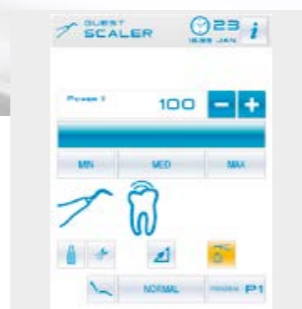 GUEST
SCALER
23
JAN
i
Power
100
MIN MED MAX
NORMAL P1